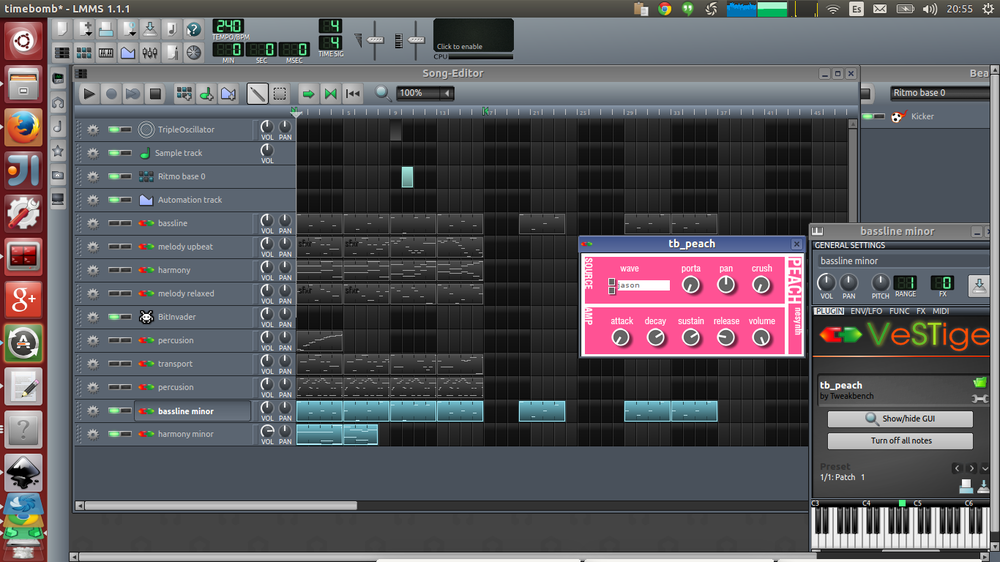 timebomb* - LMMS 1.1.1
Es
20:55
240
TEMPO/BPM
0 0 0
MIN SEC MSEC
4
4
TIME SIG
Click to enable
CPU
Song-Editor
100%
Ritmo base 0
Kicker
TripleOscillator
VOL PAN
Sample track
VOL
Ritmo base 0
Automation track
bassline
VOL PAN
melody upbeat
VOL PAN
harmony
VOL PAN
melody relaxed
VOL PAN
BitInvader
VOL PAN
percusion
VOL PAN
transport
VOL PAN
percusion
VOL PAN
bassline minor
VOL PAN
harmony minor
VOL PAN
tb_peach
SOURCE
wave
jason
porta
pan
crush
AMP
attack
decay
sustain
release
volume
PEACH
nesynth
bassline minor
GENERAL SETTINGS
bassline minor
VOL PAN PITCH RANGE FX
1
0
PLUGIN ENV/LFO FUNC FX MIDI
VeSTige
tb_peach
by Tweakbench
Show/hide GUI
Turn off all notes
Preset
1/1: Patch 1
C3 C4 C5 C6
g+